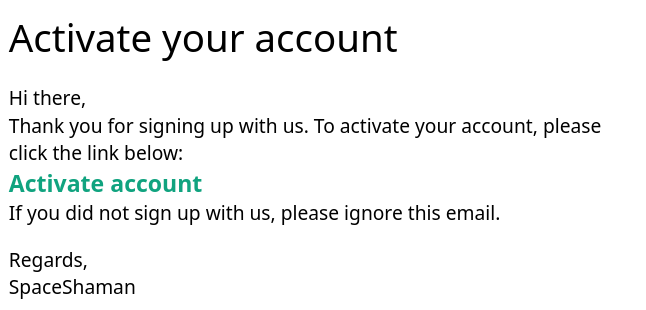 Activate your account
Hi there,
Thank you for signing up with us. To activate your account, please
click the link below:
Activate account
If you did not sign up with us, please ignore this email.
Regards,
SpaceShaman